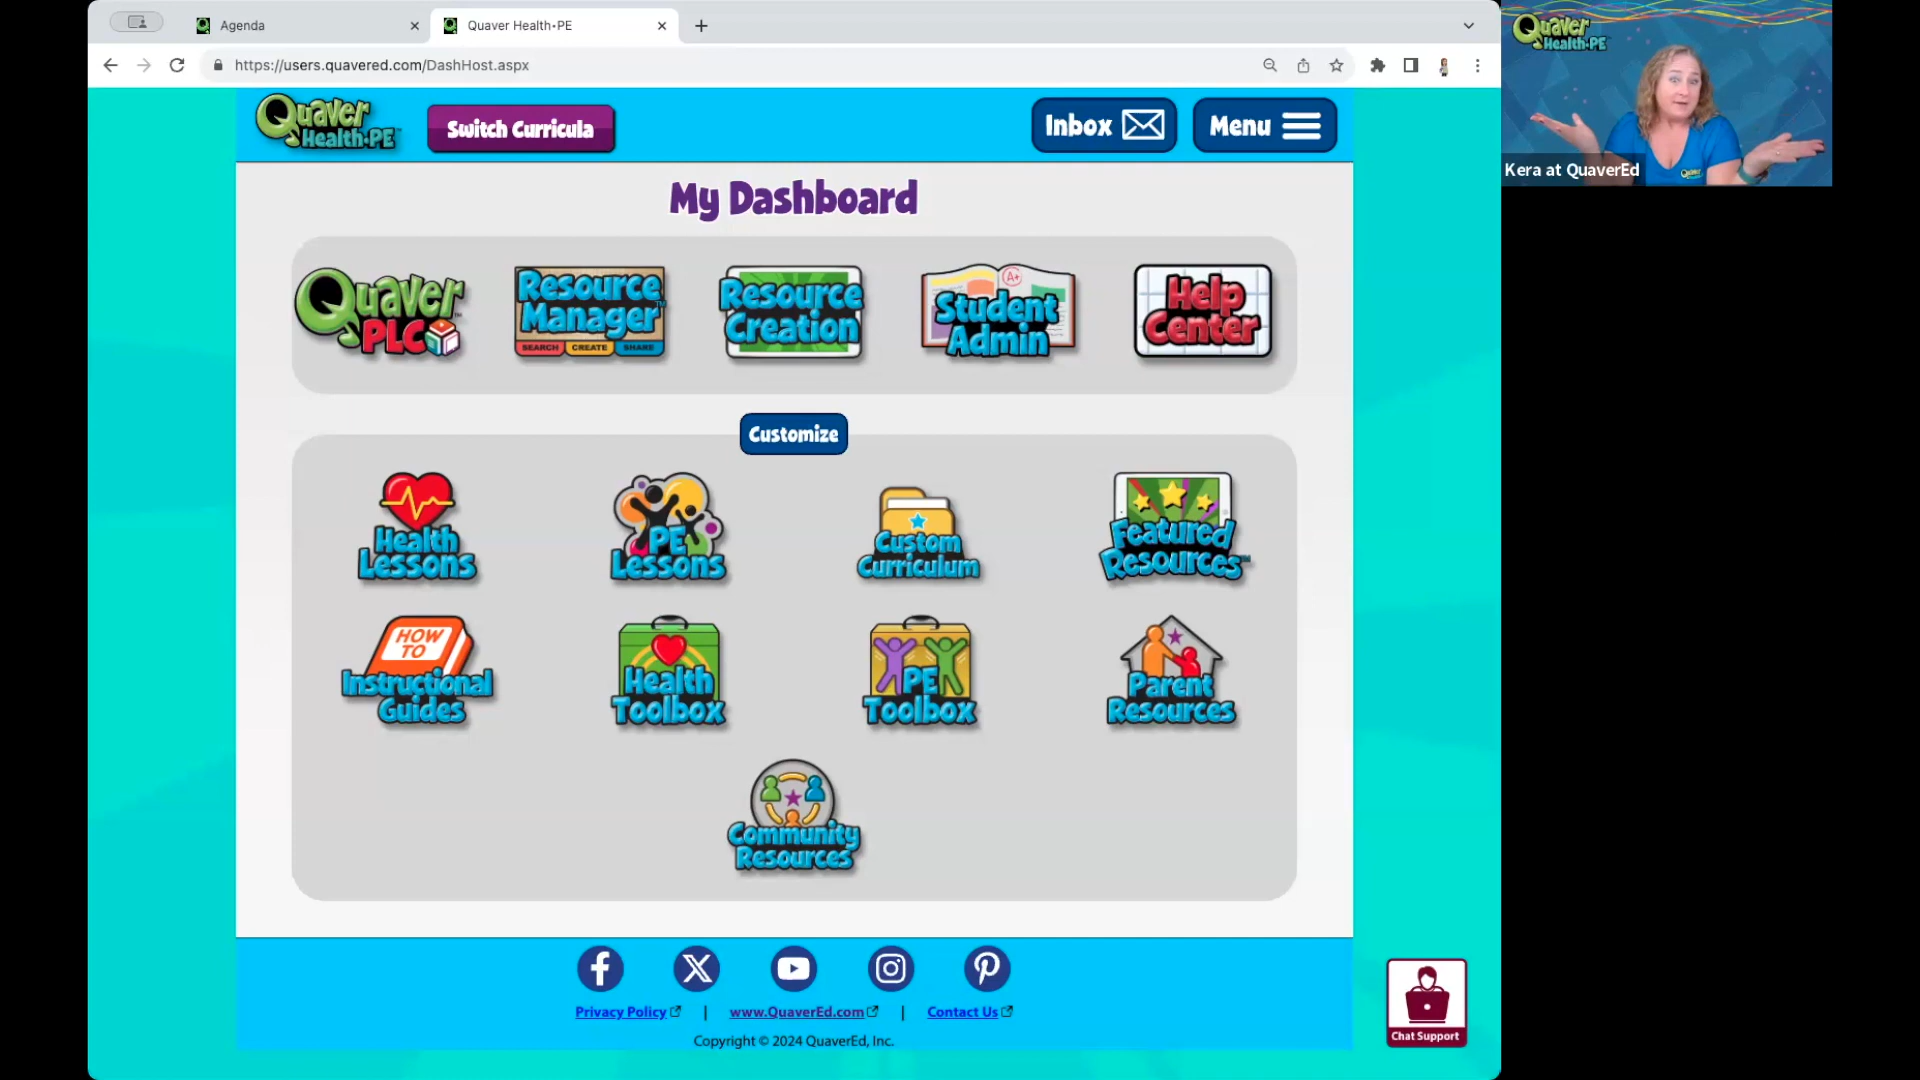 Agenda
Quaver Health•PE
https://users.quavered.com/DashHost.aspx
Quaver
Health•PE
Switch Curricula
Inbox
Menu
Quaver
Health•PE
Kera at QuaverEd
My Dashboard
Quaver™
PLC
Resource
Manager™
SEARCH CREATE SHARE
Resource
Creation
A+
Student
Admin
Help
Center
Customize
Health
Lessons
PE
Lessons
Custom
Curriculum
Featured
Resources™
HOW
TO
Instructional
Guides
Health
Toolbox
PE
Toolbox
Parent
Resources
Community
Resources
Privacy Policy | www.QuaverEd.com | Contact Us
Copyright © 2024 QuaverEd, Inc.
Chat Support